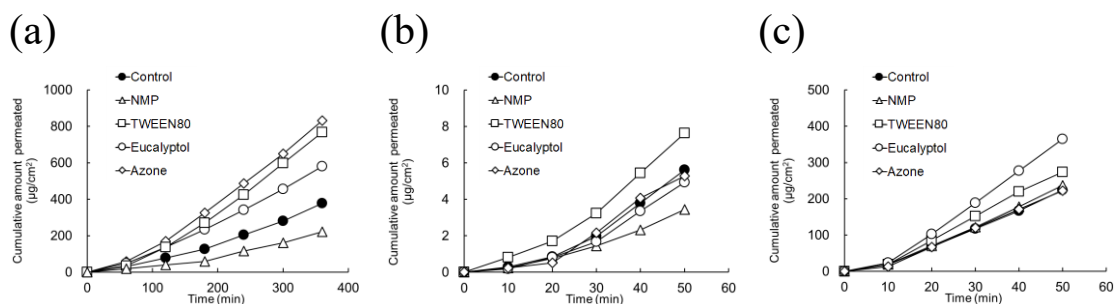 (a)
Cumulative amount permeated
(µg/cm²)
1000
800
600
400
200
0
Control
NMP
TWEEN80
Eucalyptol
Azone
0
100
200
300
400
Time (min)
(b)
Cumulative amount permeated
(µg/cm²)
10
8
6
4
2
0
Control
NMP
TWEEN80
Eucalyptol
Azone
0
10
20
30
40
50
60
Time (min)
(c)
Cumulative amount permeated
(µg/cm²)
500
400
300
200
100
0
Control
NMP
TWEEN80
Eucalyptol
Azone
0
10
20
30
40
50
60
Time (min)